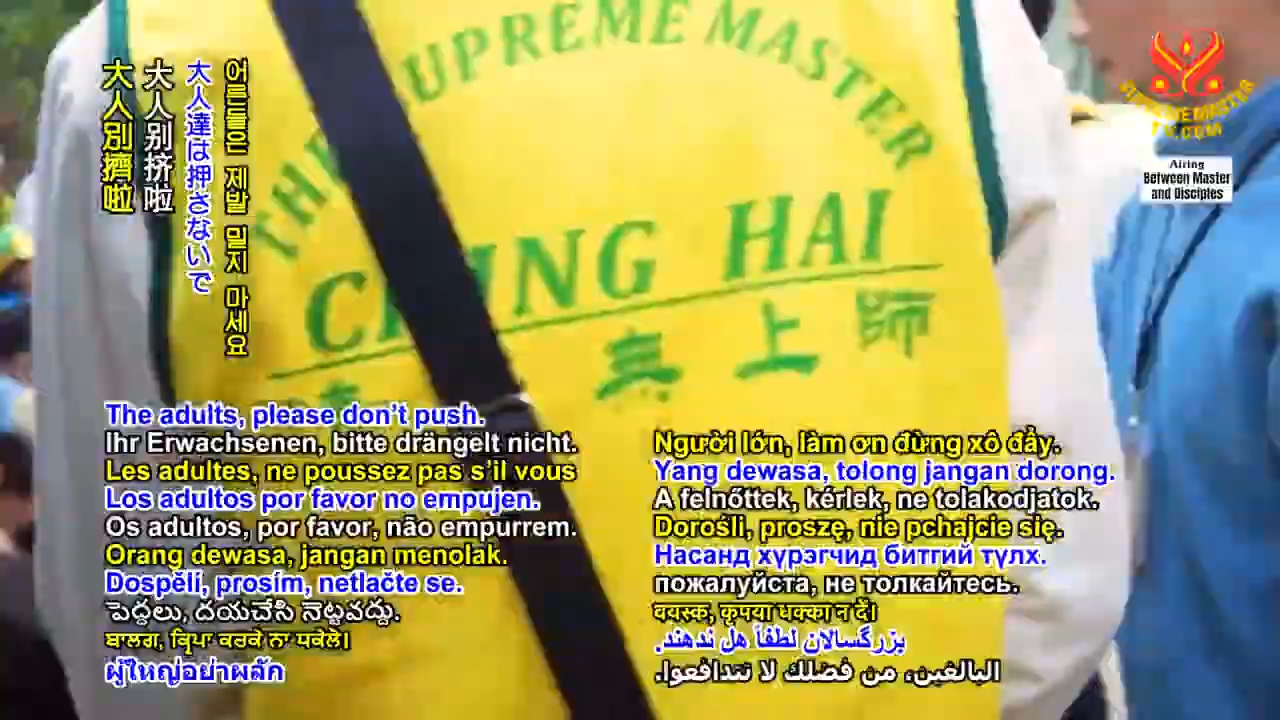 THE SUPREME MASTER
CHING HAI
無上師
SUPREME MASTER
TV.COM
Airing
Between Master
and Disciples
大人別擠啦
大人别挤啦
大人達は押さないで
어른들은 제발 밀지 마세요
The adults, please don’t push.
Ihr Erwachsenen, bitte drängelt nicht.
Les adultes, ne poussez pas s’il vous
Los adultos por favor no empujen.
Os adultos, por favor, não empurrem.
Orang dewasa, jangan menolak.
Dospělí, prosím, netlačte se.
పెద్దలు, దయచేసి నెట్టవద్దు.
ਬਾਲਗ, ਕ੍ਰਿਪਾ ਕਰਕੇ ਨਾ ਧਕੇਲੋ।
ผู้ใหญ่อย่าผลัก
Người lớn, làm ơn đừng xô đẩy.
Yang dewasa, tolong jangan dorong.
A felnőttek, kérlek, ne tolakodjatok.
Dorośli, proszę, nie pchajcie się.
Насанд хүрэгчид битгий түлх.
пожалуйста, не толкайтесь.
वयस्क, कृपया धक्का न दें।
بزرگسالان لطفاً هل ندهند.
البالغين، من فضلك لا تتدافعوا.